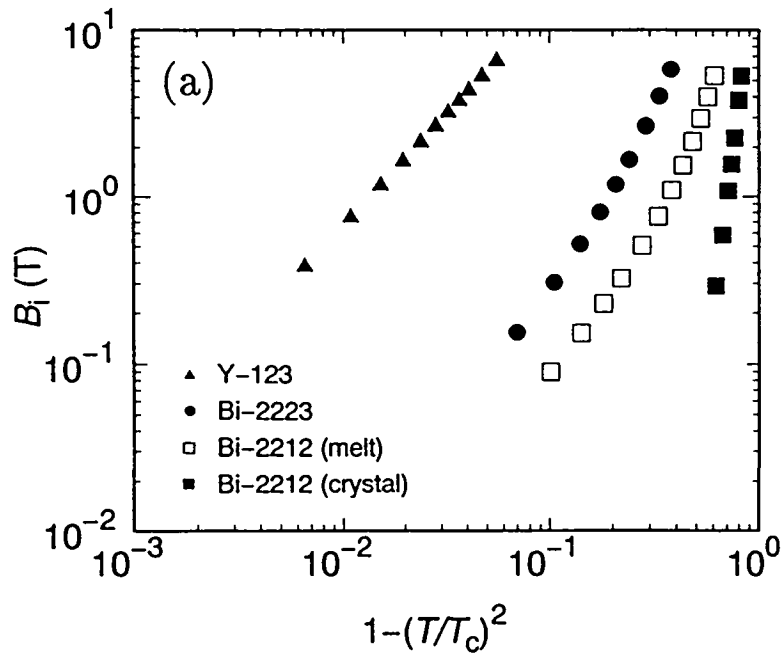 (a)
10^1
10^0
10^-1
10^-2
B_i (T)
▲ Y-123
● Bi-2223
□ Bi-2212 (melt)
■ Bi-2212 (crystal)
10^-3 10^-2 10^-1 10^0
1-(T/T_c)^2